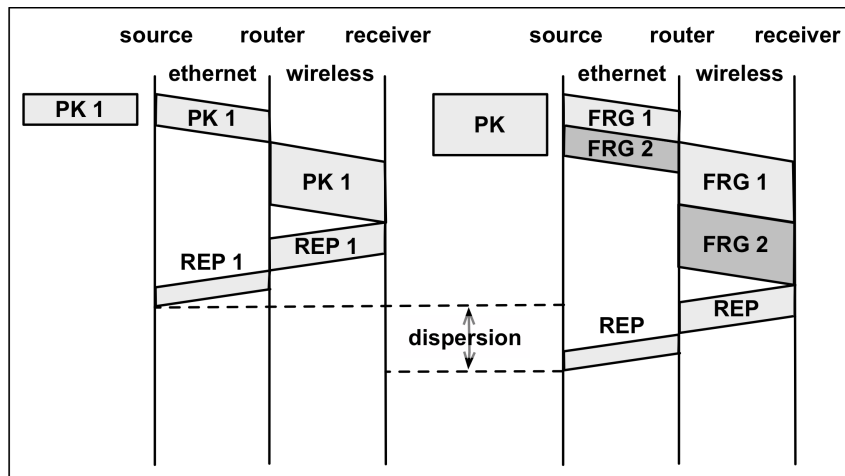 source router receiver
ethernet wireless
PK 1
PK 1
PK 1
REP 1
REP 1
source router receiver
ethernet wireless
PK
FRG 1
FRG 2
FRG 1
FRG 2
REP
REP
dispersion